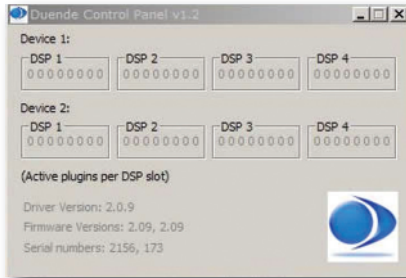 Duende Control Panel v1.2
Device 1:
DSP 1 DSP 2 DSP 3 DSP 4
00000000 00000000 00000000 00000000
Device 2:
DSP 1 DSP 2 DSP 3 DSP 4
00000000 00000000 00000000 00000000
(Active plugins per DSP slot)
Driver Version: 2.0.9
Firmware Versions: 2.09, 2.09
Serial numbers: 2156, 173